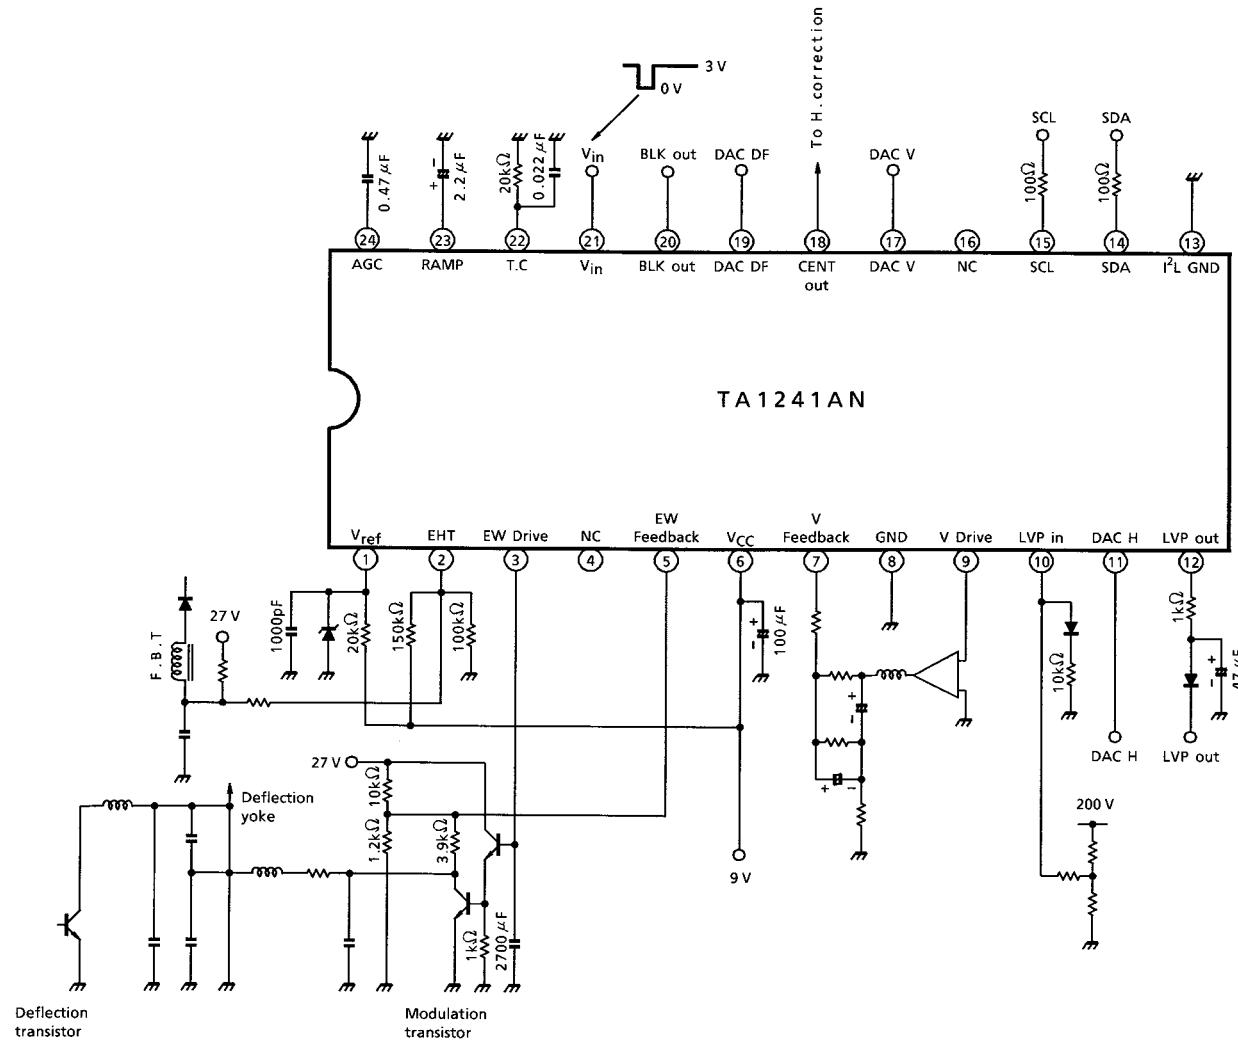 To H. correction
3 V
0 V
0.47 μF
+ −
2.2 μF
20kΩ
0.022 μF
Vin
BLK out
DAC DF
DAC V
SCL
100Ω
SDA
100Ω
24
23
22
21
20
19
18
17
16
15
14
13
AGC
RAMP
T.C
Vin
BLK out
DAC DF
CENT
out
DAC V
NC
SCL
SDA
I²L GND
TA1241AN
Vref
EHT
EW Drive
NC
EW
Feedback
VCC
V
Feedback
GND
V Drive
LVP in
DAC H
LVP out
1
2
3
4
5
6
7
8
9
10
11
12
F.B.T
27 V
1000pF
20kΩ
150kΩ
100kΩ
− +
100 μF
+
−
+ −
10kΩ
1kΩ
− +
DAC H
LVP out
200 V
27 V
10kΩ
1.2kΩ
3.9kΩ
1kΩ
2700 μF
9 V
Deflection
yoke
Deflection
transistor
Modulation
transistor